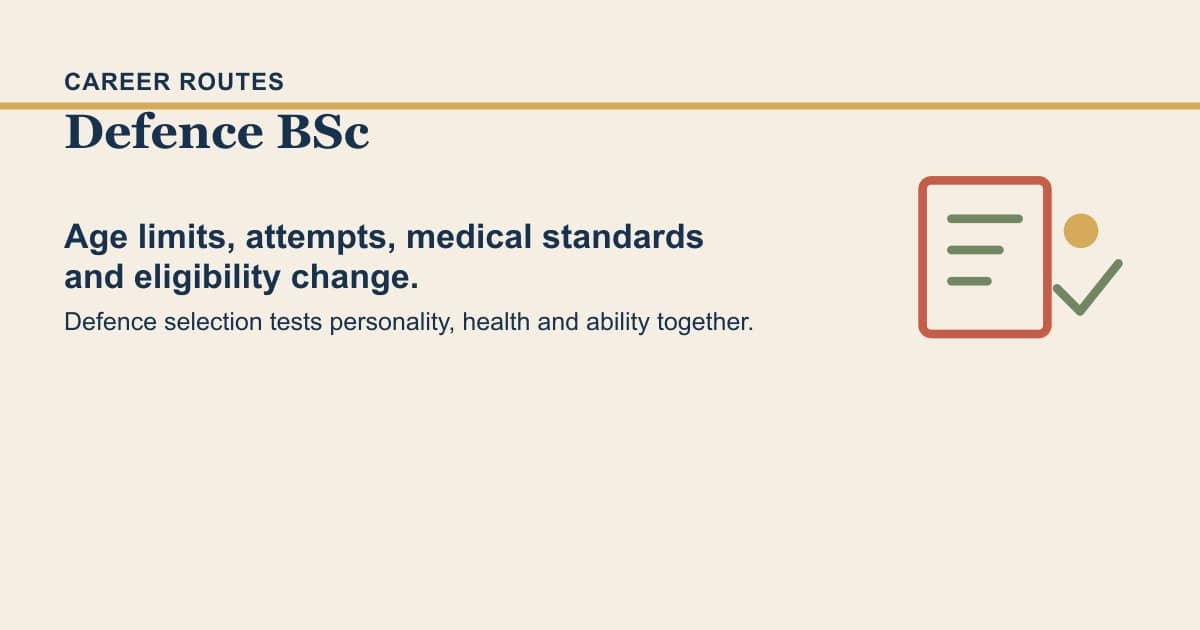 CAREER ROUTES
Defence BSc
Age limits, attempts, medical standards
and eligibility change.
Defence selection tests personality, health and ability together.